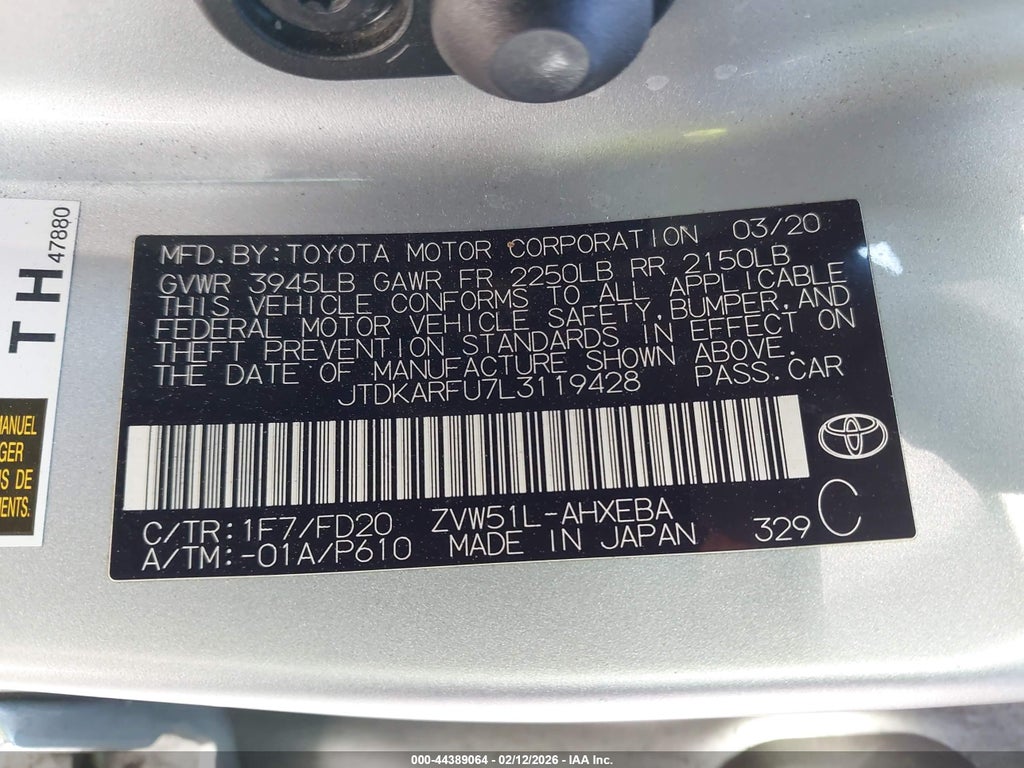 MFD.BY:TOYOTA MOTOR CORPORATION 03/20
GVWR 3945LB GAWR FR 2250LB RR 2150LB
THIS VEHICLE CONFORMS TO ALL APPLICABLE
FEDERAL MOTOR VEHICLE SAFETY,BUMPER,AND
THEFT PREVENTION STANDARDS IN EFFECT ON
THE DATE OF MANUFACTURE SHOWN ABOVE.
JTDKARFU7L3119428 PASS.CAR
C/TR:1F7/FD20 ZVW51L-AHXEBA
A/TM:-01A/P610 MADE IN JAPAN 329 C
TH
47880
MANUEL
GER
US DE
MENTS:
000-44389064 - 02/12/2026 - IAA Inc.